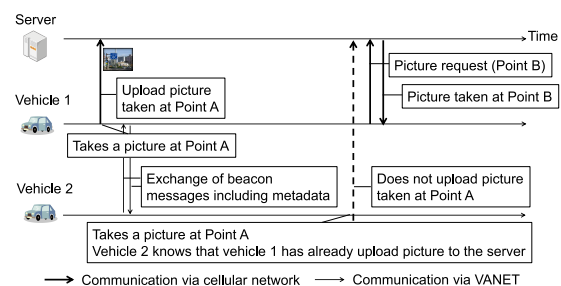 Server
Time
Upload picture
taken at Point A
Picture request (Point B)
Picture taken at Point B
Vehicle 1
Takes a picture at Point A
Exchange of beacon
messages including metadata
Does not upload picture
taken at Point A
Vehicle 2
Takes a picture at Point A
Vehicle 2 knows that vehicle 1 has already upload picture to the server
Communication via cellular network
Communication via VANET